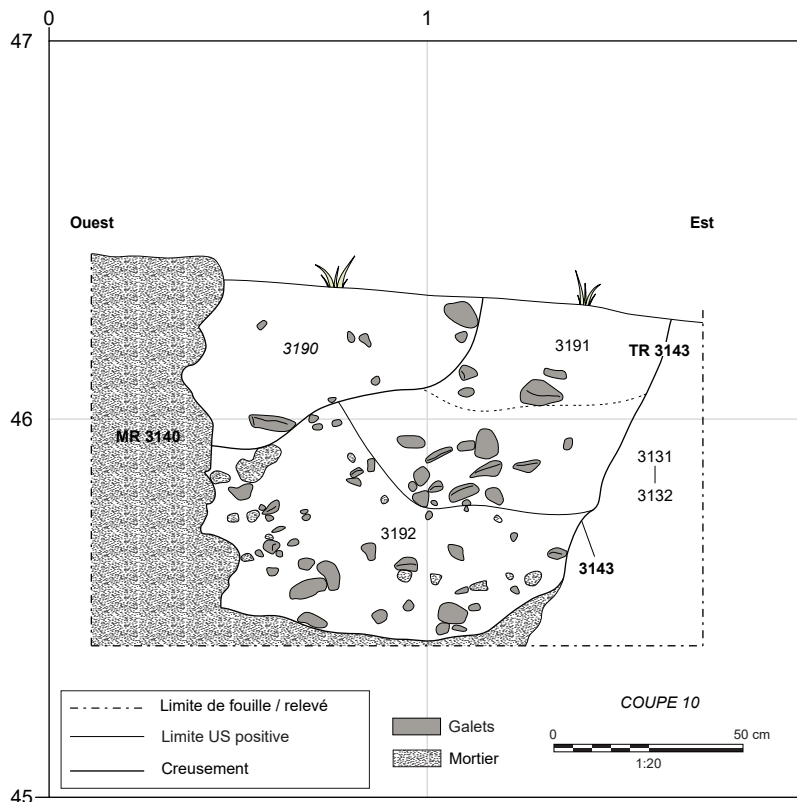 0 1
47
Ouest Est
3190
3191
TR 3143
46
MR 3140
3131
3132
3192
3143
Limite de fouille / relevé
Limite US positive
Creusement
Galets
Mortier
COUPE 10
0 50 cm
1:20
45